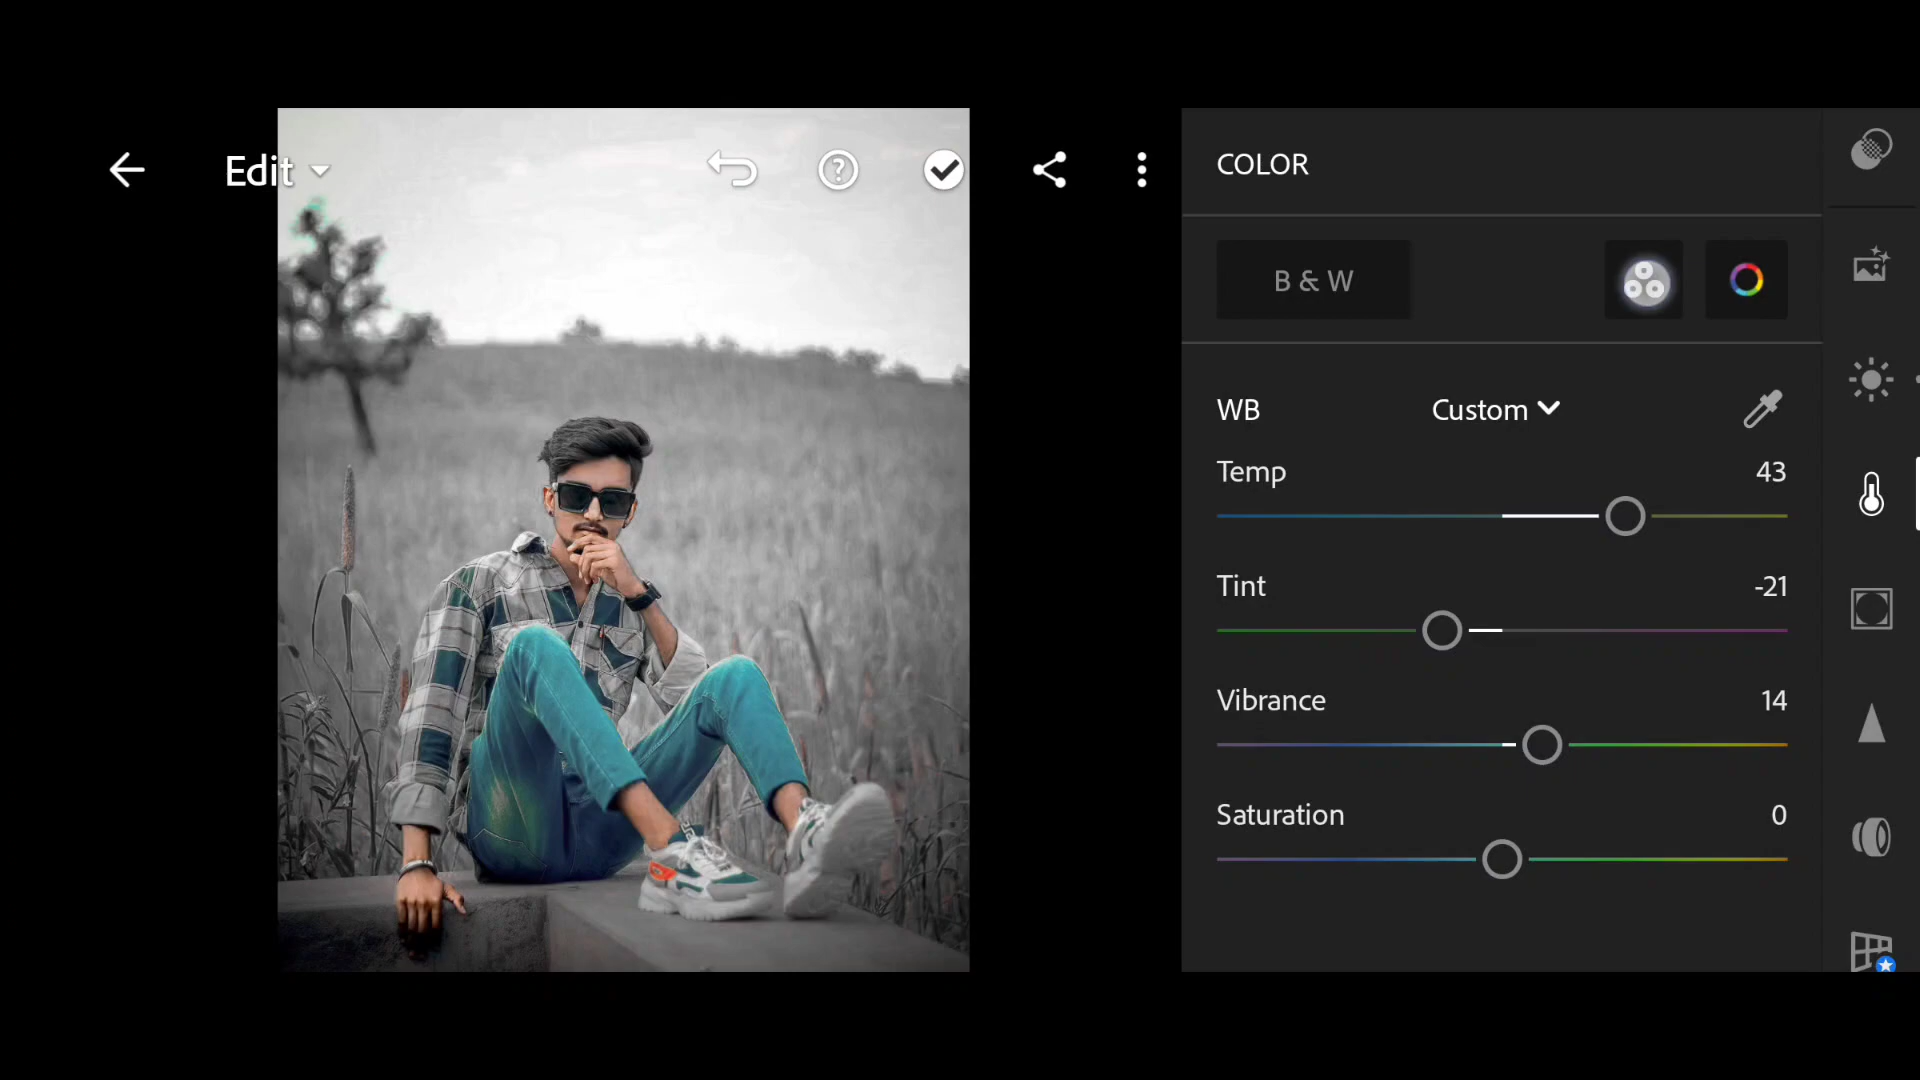 Edit
COLOR
B & W
WB Custom
Temp 43
Tint -21
Vibrance 14
Saturation 0